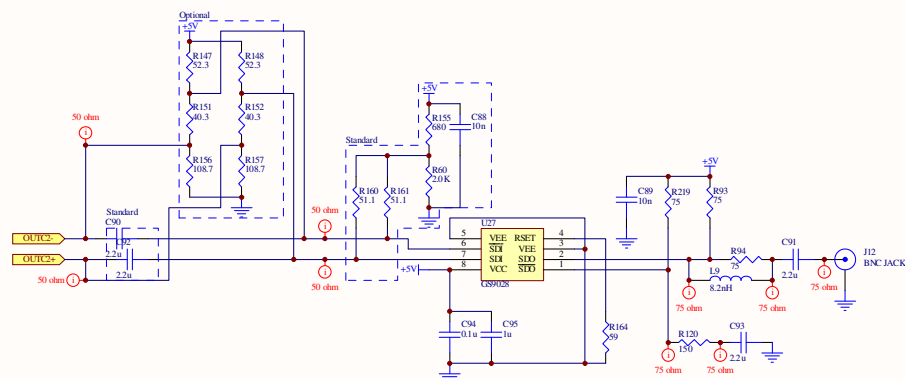 Optional
+5V
R147
52.3
R148
52.3
R151
40.3
R152
40.3
R156
108.7
R157
108.7
50 ohm
Standard
C90
2.2u
C92
2.2u
OUTC2-
OUTC2+
50 ohm
50 ohm
50 ohm
Standard
+5V
R155
680
C88
10n
R60
2.0K
R160
51.1
R161
51.1
U27
5 VEE RSET 4
6 SDI VEE 3
7 SDI SDO 2
8 VCC SDO 1
GS9028
+5V
C94
0.1u
C95
1u
R164
59
+5V
C89
10n
R219
75
R93
75
R94
75
L9
8.2nH
C91
2.2u
J12
BNC JACK
75 ohm
75 ohm
75 ohm
R120
150
C93
2.2u
75 ohm
75 ohm